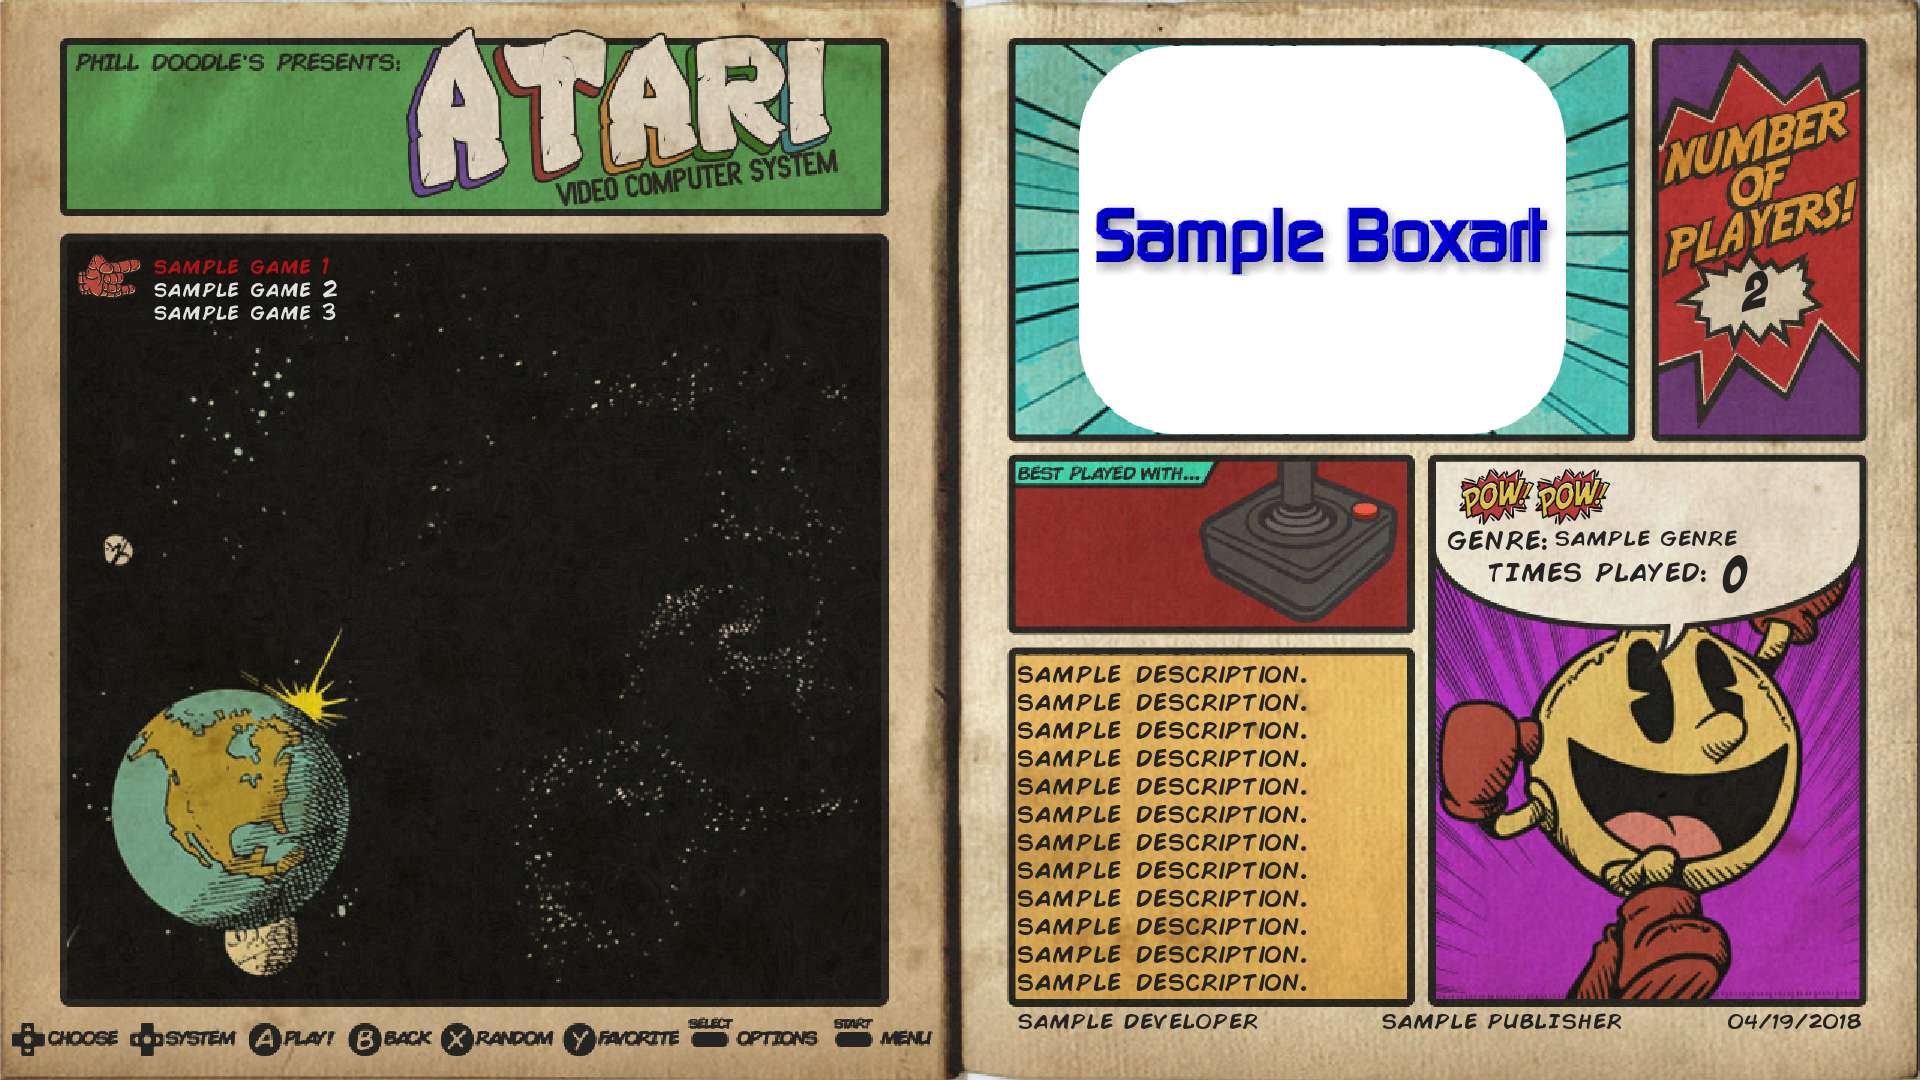 PHILL DOODLE'S PRESENTS:
ATARI
VIDEO COMPUTER SYSTEM
SAMPLE GAME 1
SAMPLE GAME 2
SAMPLE GAME 3
CHOOSE SYSTEM A PLAY! B BACK X RANDOM Y FAVORITE SELECT OPTIONS START MENU
Sample Boxart
NUMBER
OF
PLAYERS!
2
BEST PLAYED WITH...
POW! POW!
GENRE: SAMPLE GENRE
TIMES PLAYED: 0
SAMPLE DESCRIPTION.
SAMPLE DESCRIPTION.
SAMPLE DESCRIPTION.
SAMPLE DESCRIPTION.
SAMPLE DESCRIPTION.
SAMPLE DESCRIPTION.
SAMPLE DESCRIPTION.
SAMPLE DESCRIPTION.
SAMPLE DESCRIPTION.
SAMPLE DESCRIPTION.
SAMPLE DESCRIPTION.
SAMPLE DESCRIPTION.
SAMPLE DEVELOPER SAMPLE PUBLISHER 04/19/2018